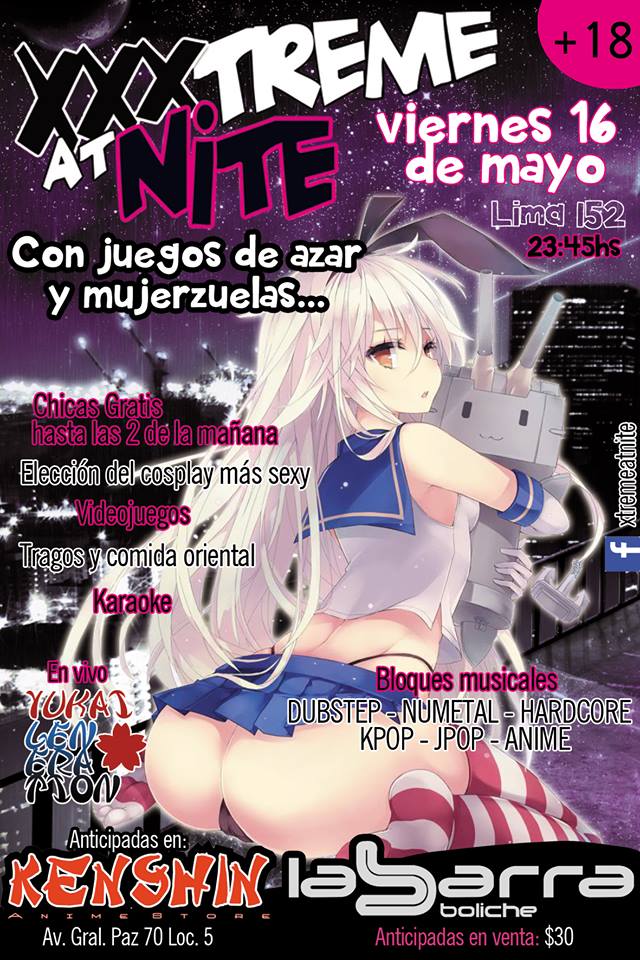 +18
XXXTREME
AT NiTE
viernes 16
de mayo
Lima 152
23:45hs
Con juegos de azar
y mujerzuelas...
Chicas Gratis
hasta las 2 de la mañana
Elección del cosplay más sexy
Videojuegos
Tragos y comida oriental
Karaoke
f xtremeatnite
En vivo
YUKAI
GENERATION
Bloques musicales
DUBSTEP - NUMETAL - HARDCORE
KPOP - JPOP - ANIME
Anticipadas en:
KENSHIN
AnimeStore
Av. Gral. Paz 70 Loc. 5
labarra
boliche
Anticipadas en venta: $30